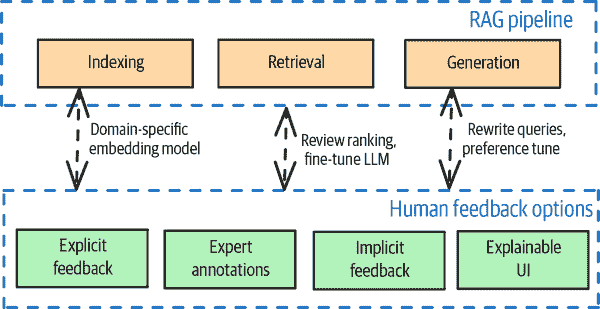 RAG pipeline
Indexing
Retrieval
Generation
Domain-specific
embedding model
Review ranking,
fine-tune LLM
Rewrite queries,
preference tune
Human feedback options
Explicit
feedback
Expert
annotations
Implicit
feedback
Explainable
UI